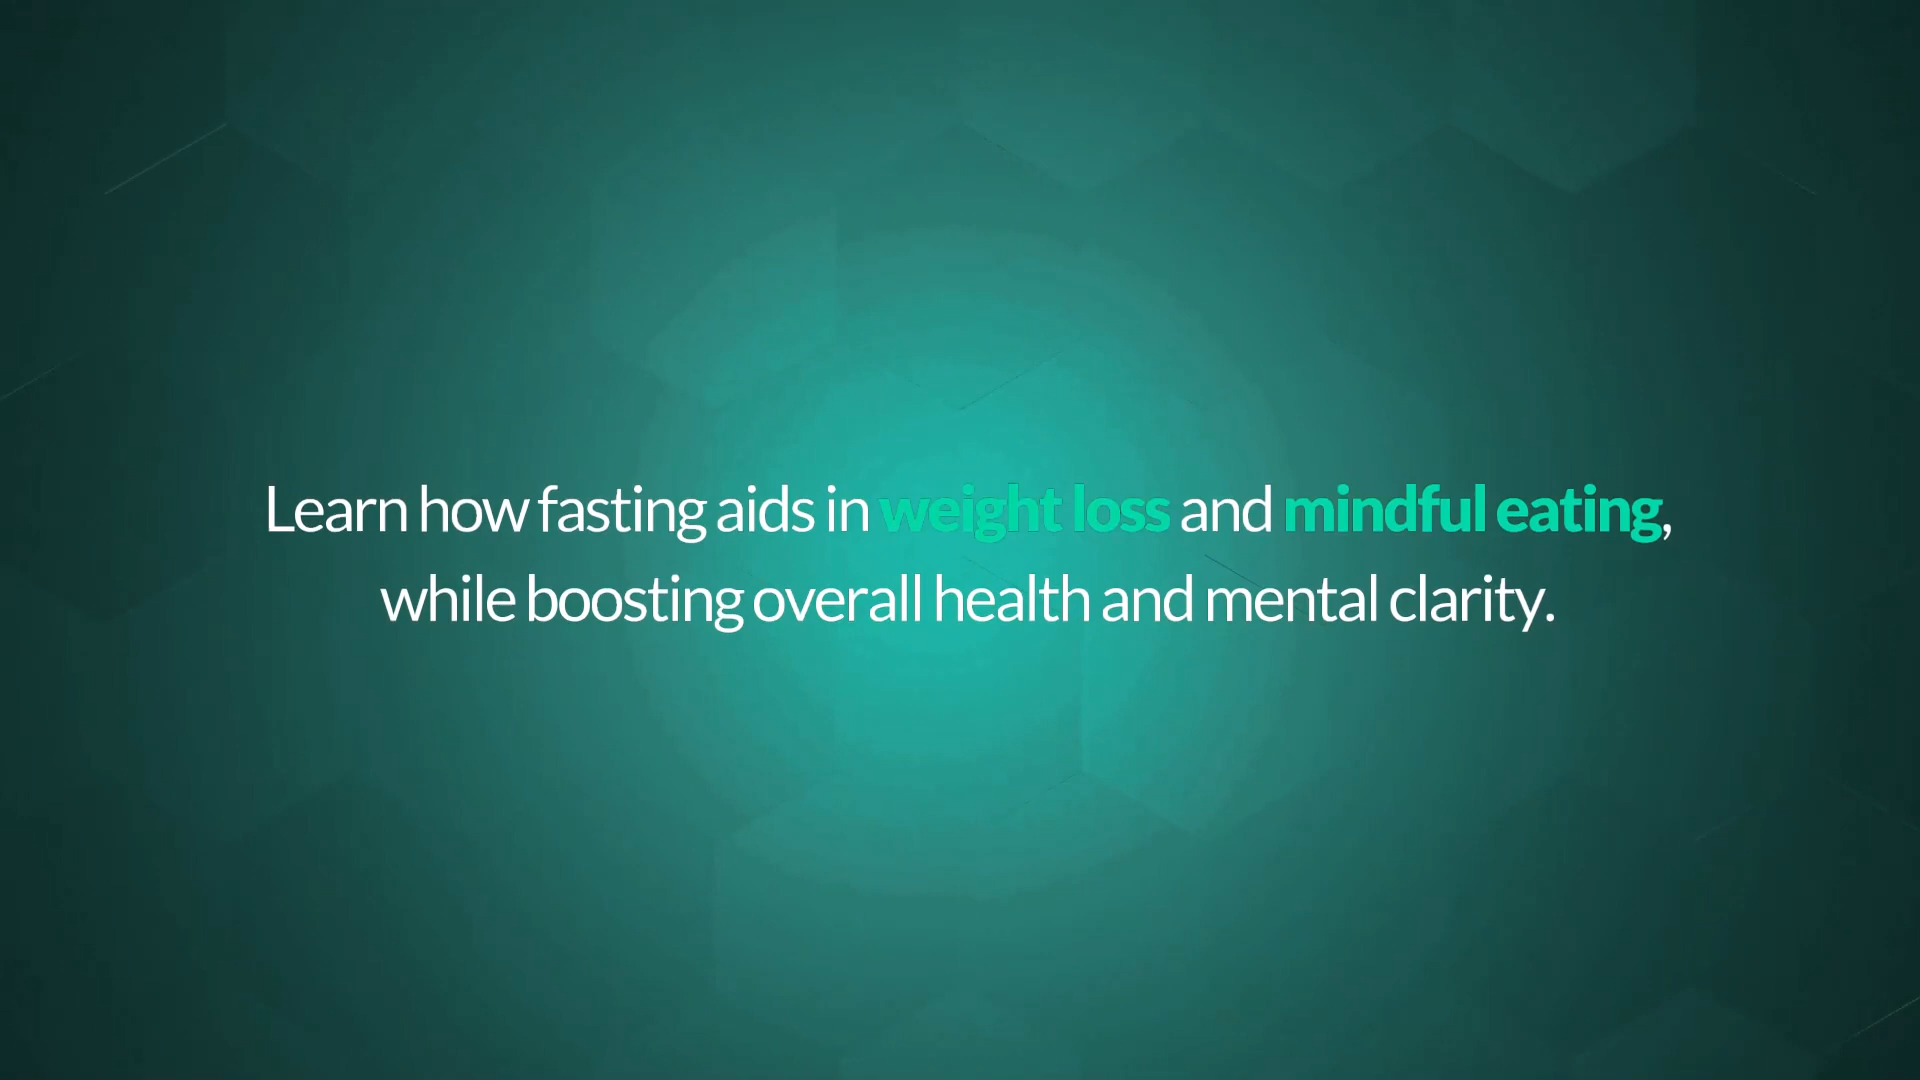 Learn how fasting aids in weight loss and mindful eating,
while boosting overall health and mental clarity.